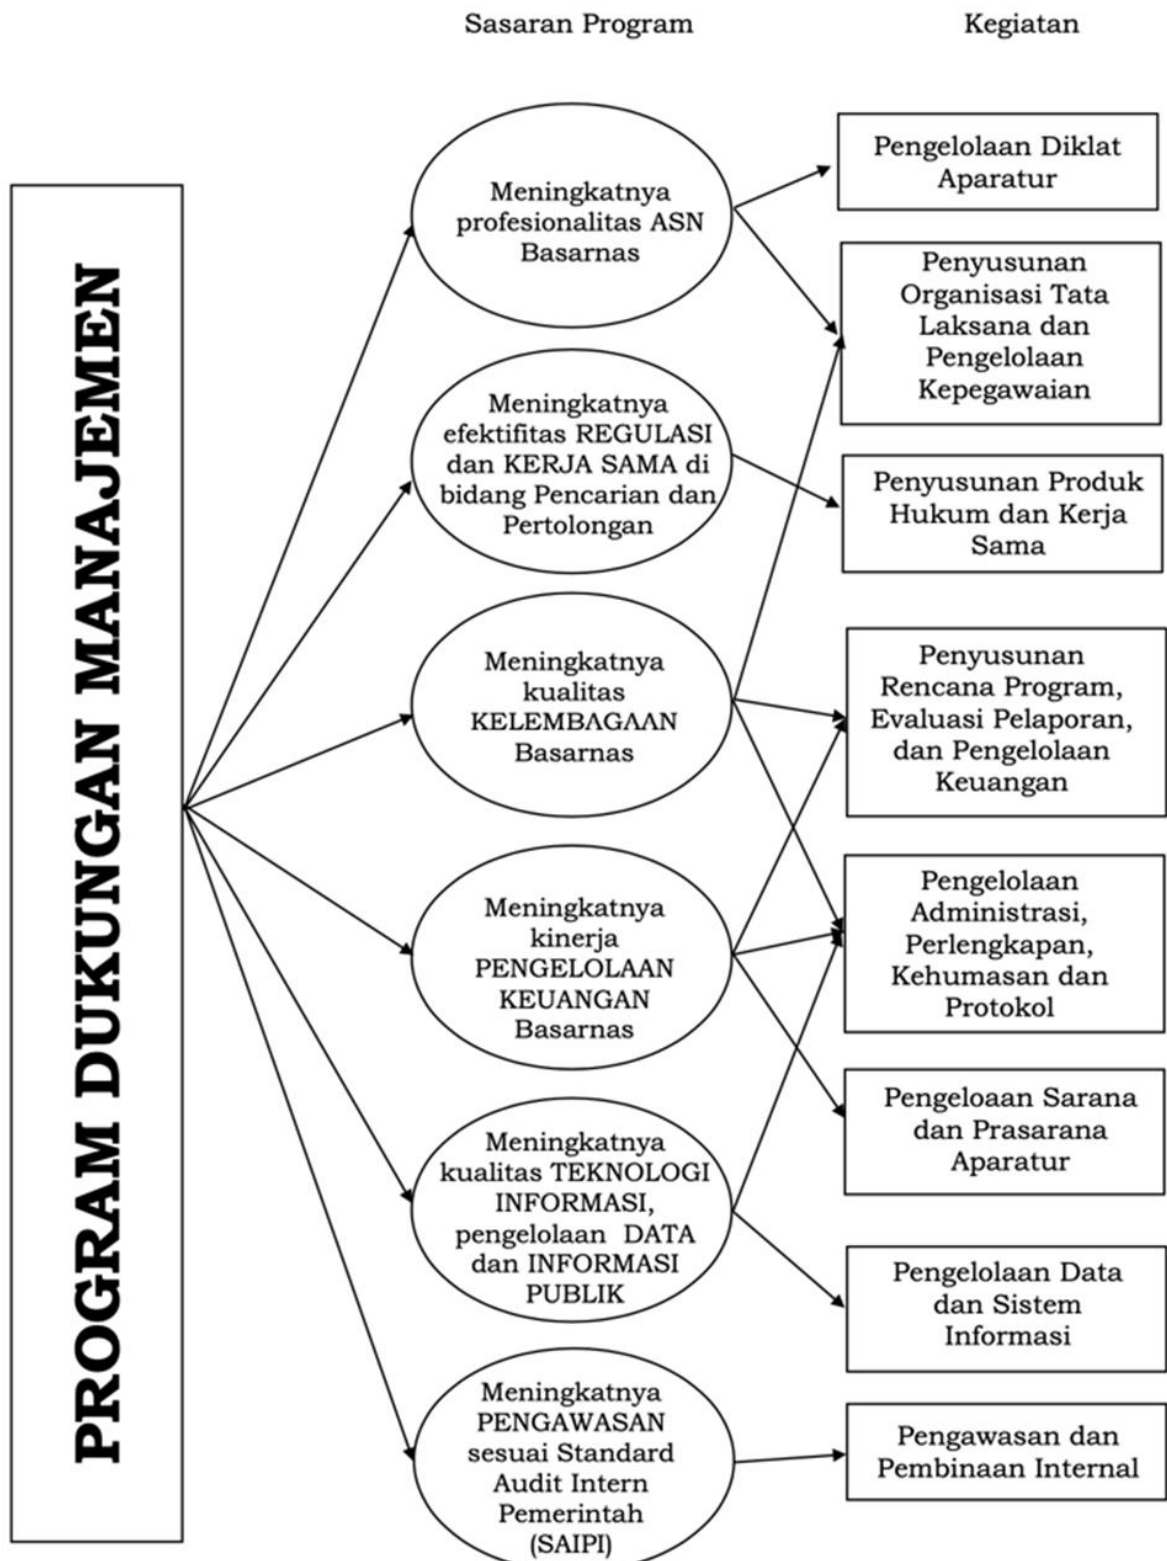 Sasaran Program
Kegiatan
PROGRAM DUKUNGAN MANAJEMEN
Meningkatnya
profesionalitas ASN
Basarnas
Meningkatnya
efektifitas REGULASI
dan KERJA SAMA di
bidang Pencarian dan
Pertolongan
Meningkatnya
kualitas
KELEMBAGAAN
Basarnas
Meningkatnya
kinerja
PENGELOLAAN
KEUANGAN
Basarnas
Meningkatnya
kualitas TEKNOLOGI
INFORMASI,
pengelolaan DATA
dan INFORMASI
PUBLIK
Meningkatnya
PENGAWASAN
sesuai Standard
Audit Intern
Pemerintah
(SAIPI)
Pengelolaan Diklat
Aparatur
Penyusunan
Organisasi Tata
Laksana dan
Pengelolaan
Kepegawaian
Penyusunan Produk
Hukum dan Kerja
Sama
Penyusunan
Rencana Program,
Evaluasi Pelaporan,
dan Pengelolaan
Keuangan
Pengelolaan
Administrasi,
Perlengkapan,
Kehumasan dan
Protokol
Pengeloaan Sarana
dan Prasarana
Aparatur
Pengelolaan Data
dan Sistem
Informasi
Pengawasan dan
Pembinaan Internal